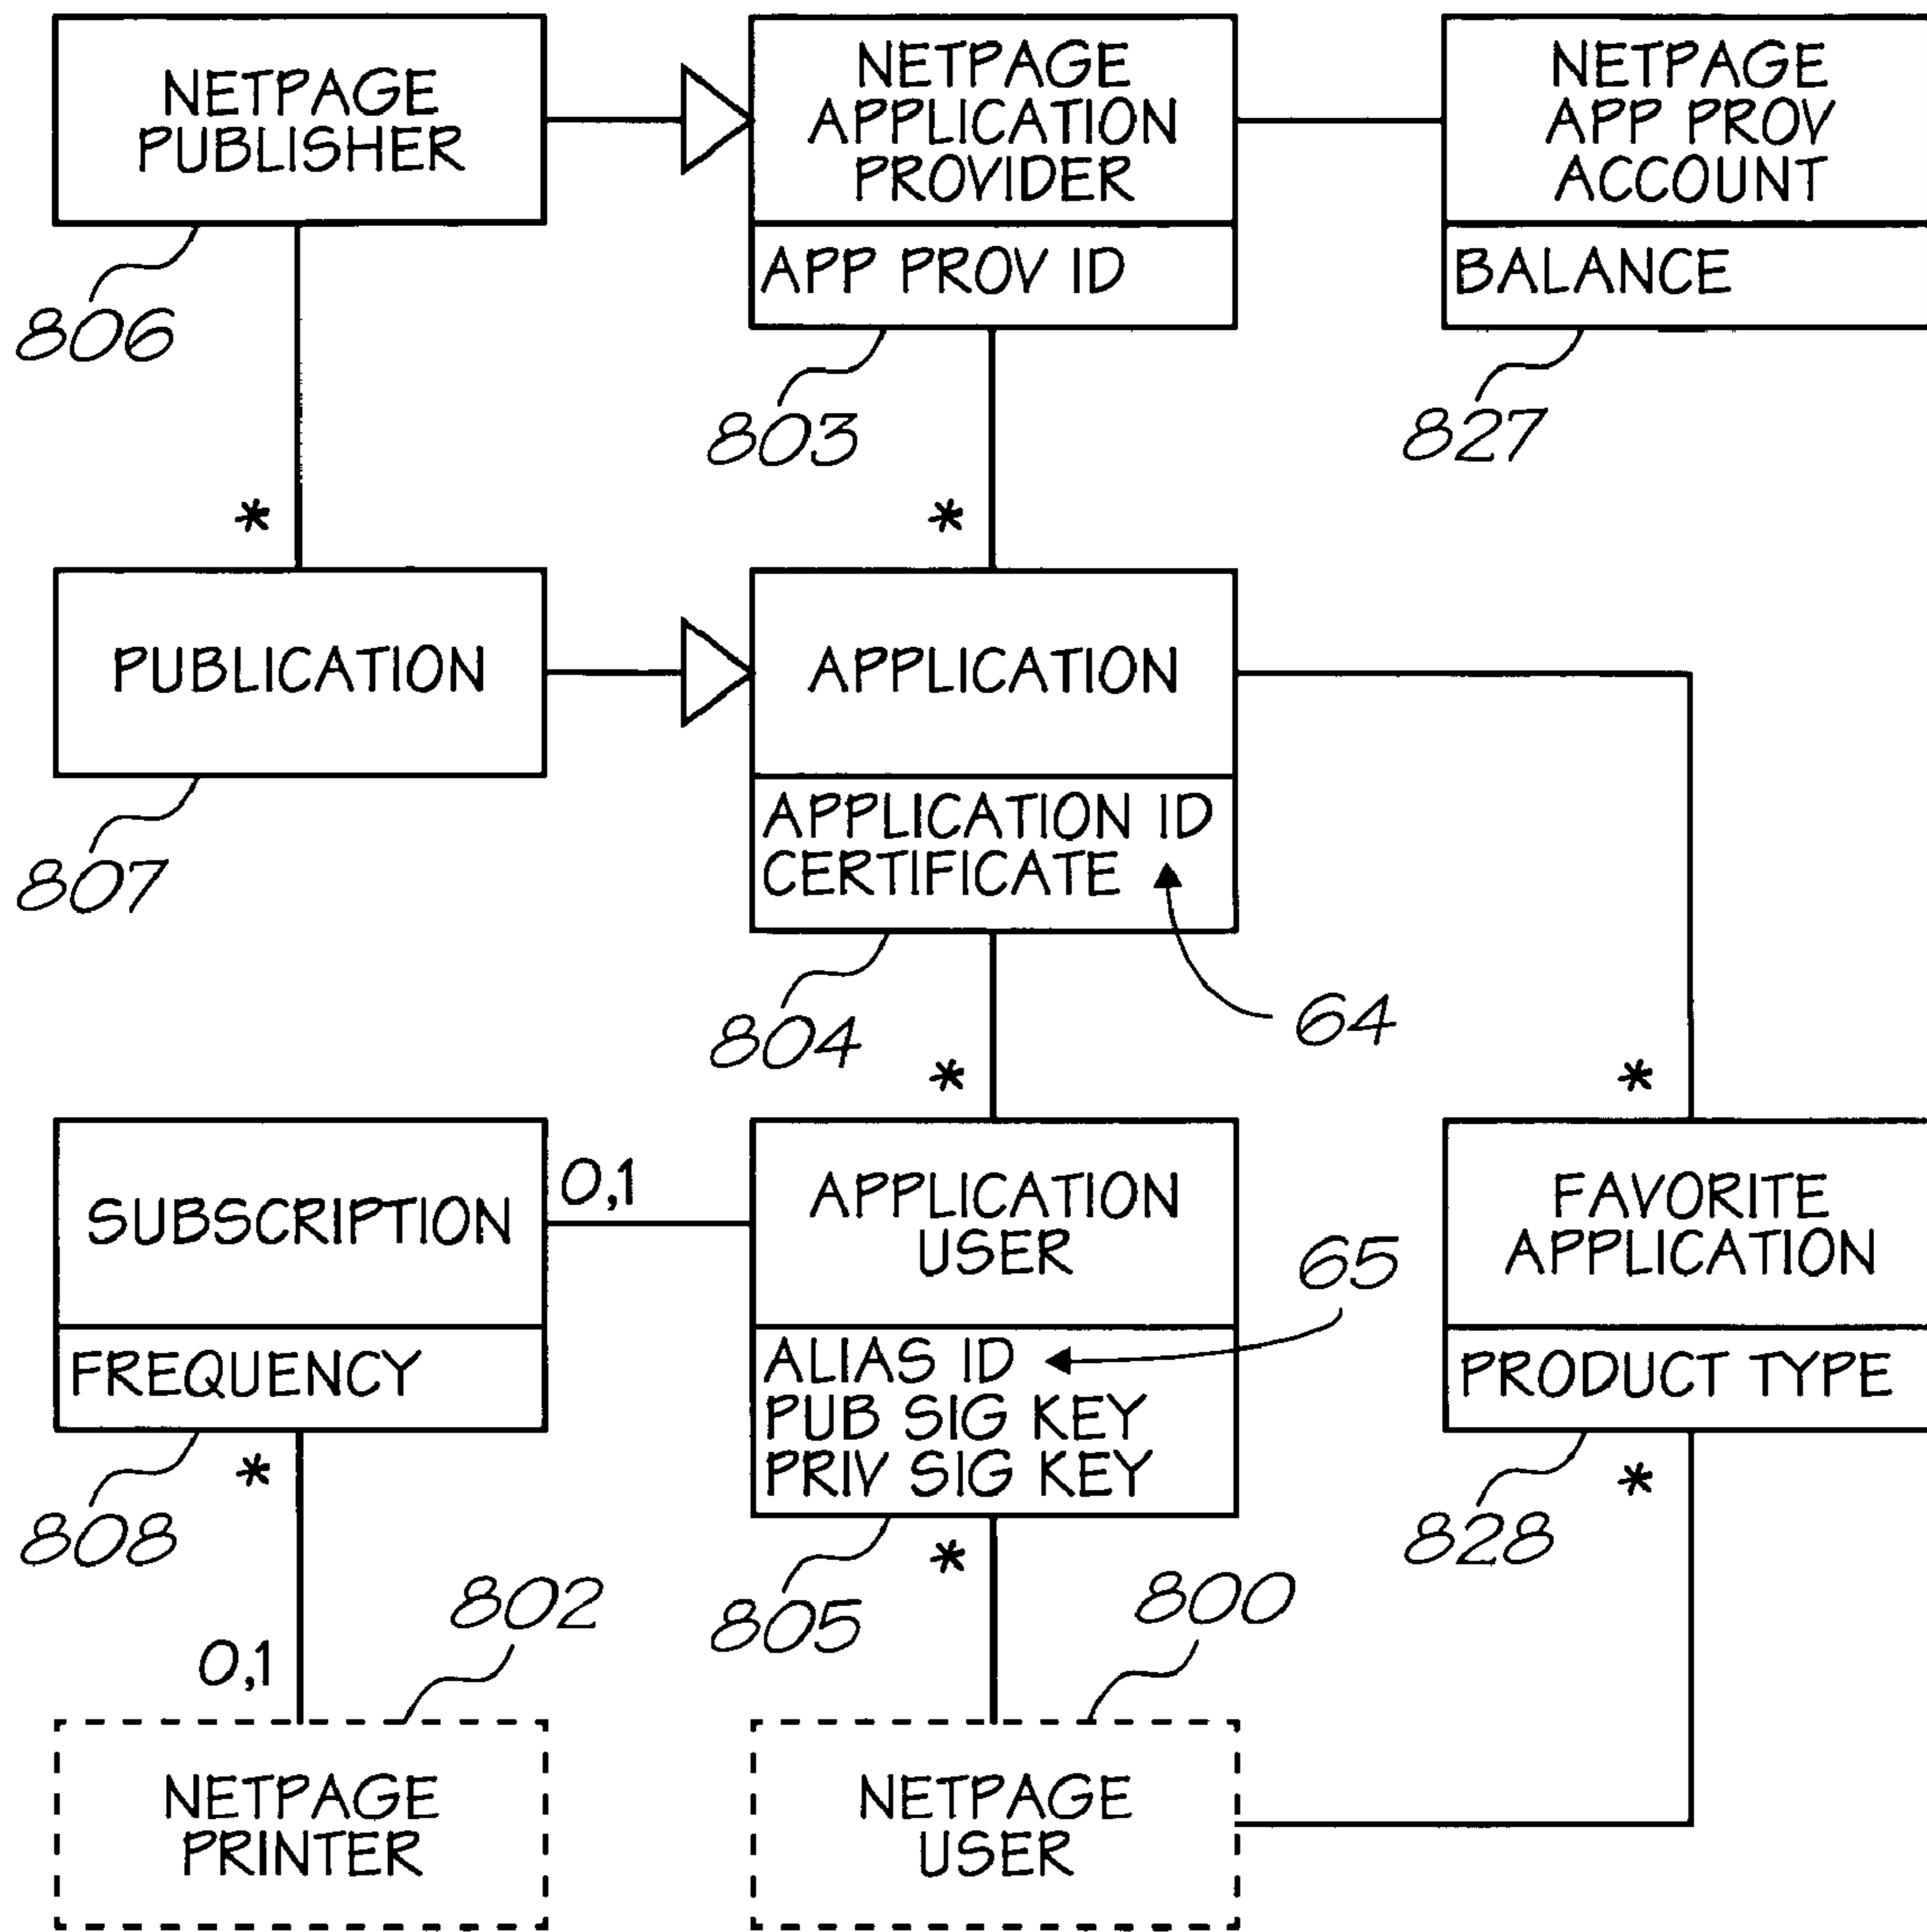 NETPAGE
PUBLISHER
NETPAGE
APPLICATION
PROVIDER
APP PROV ID
NETPAGE
APP PROV
ACCOUNT
BALANCE
806
803
827
*
*
PUBLICATION
APPLICATION
APPLICATION ID
CERTIFICATE
807
804
64
*
*
SUBSCRIPTION
FREQUENCY
0,1
APPLICATION
USER
ALIAS ID
PUB SIG KEY
PRIV SIG KEY
65
FAVORITE
APPLICATION
PRODUCT TYPE
808
*
805
*
828
*
802
800
0,1
NETPAGE
PRINTER
NETPAGE
USER